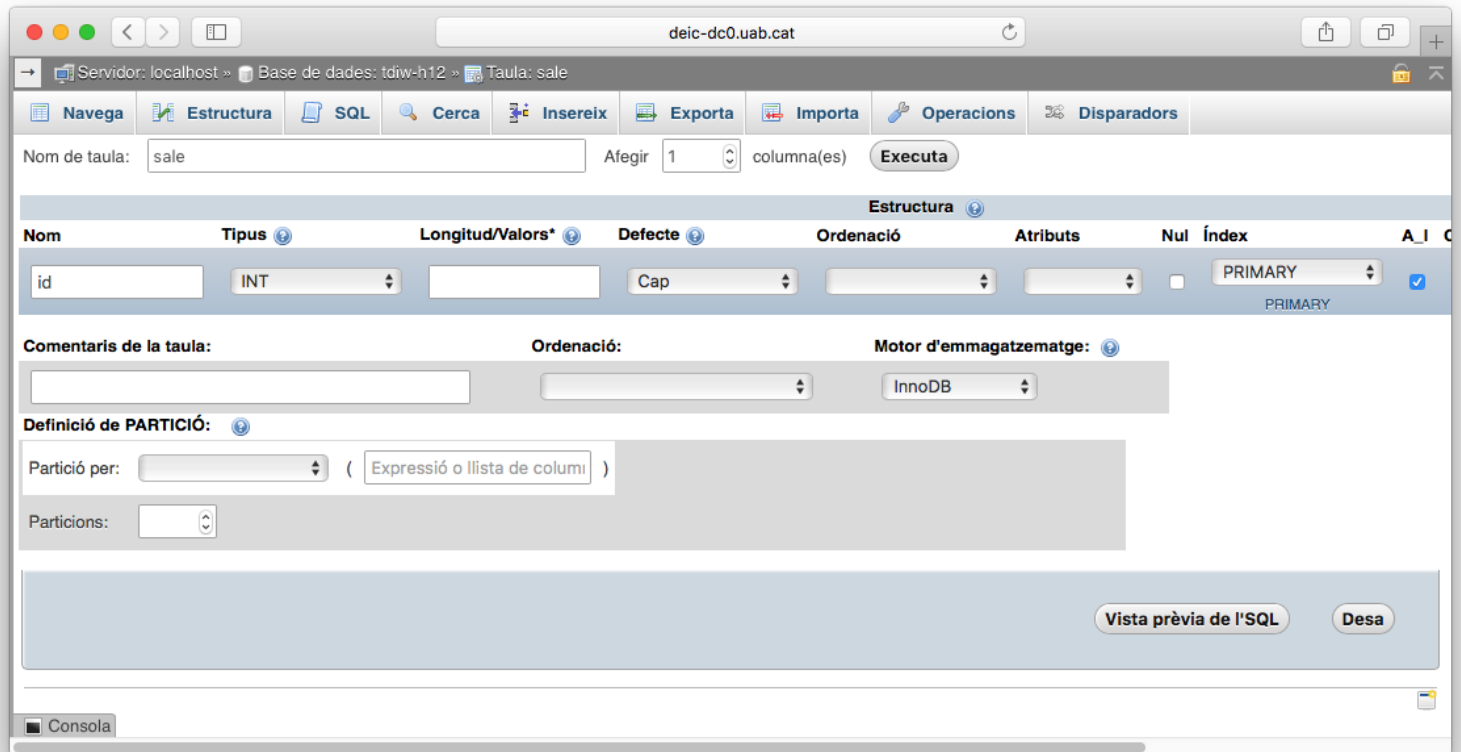 deic-dc0.uab.cat
Servidor: localhost » Base de dades: tdiw-h12 » Taula: sale
Navega Estructura SQL Cerca Insereix Exporta Importa Operacions Disparadors
Nom de taula: sale Afegir 1 columna(es) Executa
Estructura
Nom Tipus Longitud/Valors* Defecte Ordenació Atributs Nul Índex A_I C
id INT Cap PRIMARY
PRIMARY
Comentaris de la taula: Ordenació: Motor d'emmagatzematge:
InnoDB
Definició de PARTICIÓ:
Partició per: ( Expressió o llista de column )
Particions:
Vista prèvia de l'SQL Desa
Consola